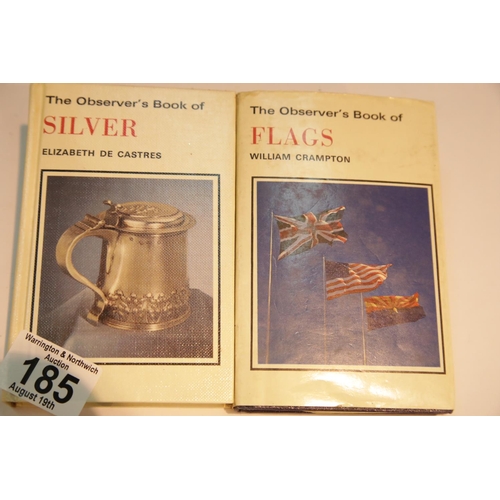 The Observer's Book of
SILVER
ELIZABETH DE CASTRES
The Observer's Book of
FLAGS
WILLIAM CRAMPTON
Warrington & Northwich
Auction
185
August 19th